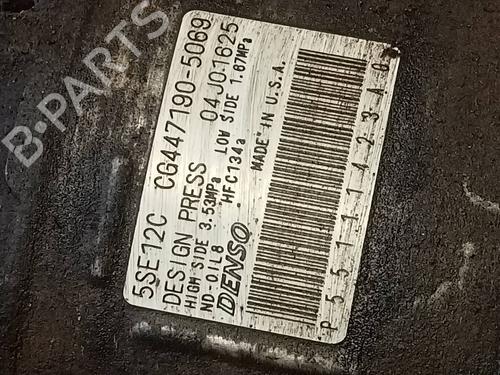 5SE12C CG447190-5069
DESIGN PRESS 04J01625
HIGH SIDE 3.53MPa LOW SIDE 1.87MPa
ND-OIL8 HFC134a
DENSO MADE IN U.S.A.
P55111423AG
B-PARTS